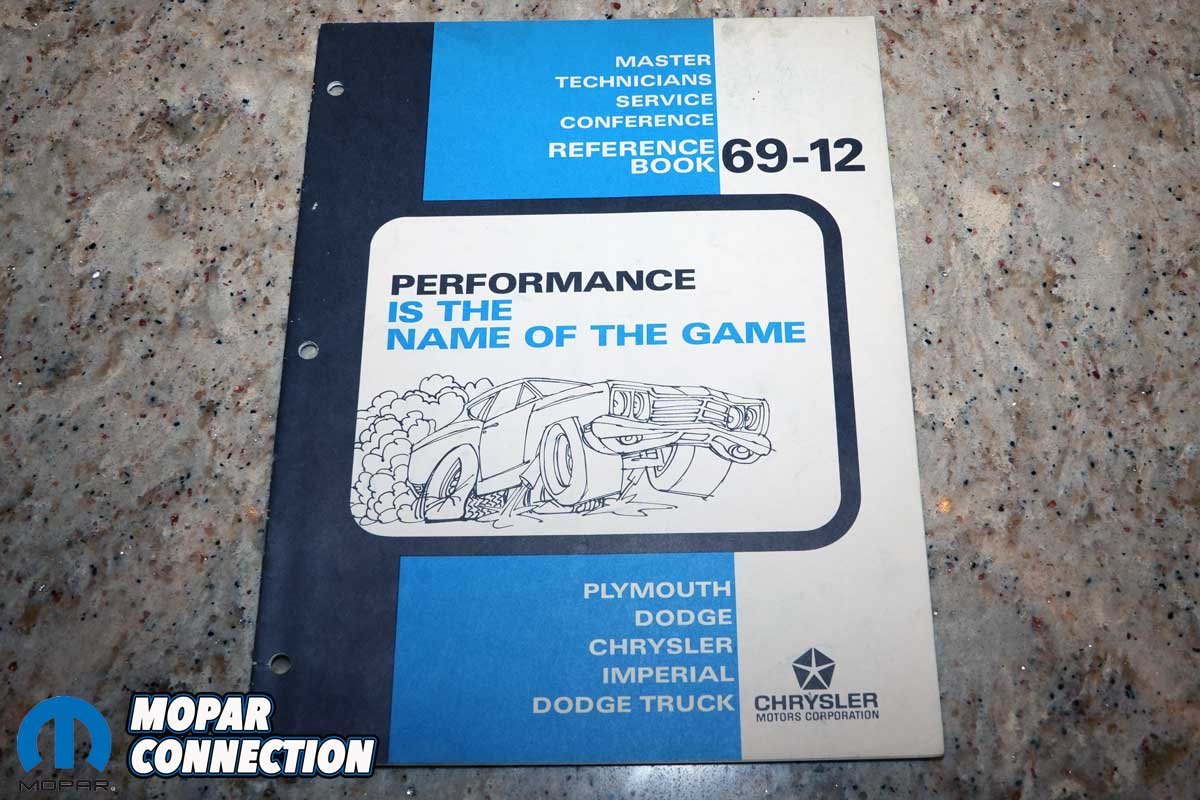 MASTER
TECHNICIANS
SERVICE
CONFERENCE
REFERENCE
BOOK 69-12
PERFORMANCE
IS THE
NAME OF THE GAME
PLYMOUTH
DODGE
CHRYSLER
IMPERIAL
DODGE TRUCK
CHRYSLER
MOTORS CORPORATION
MOPAR
CONNECTION
MOPAR